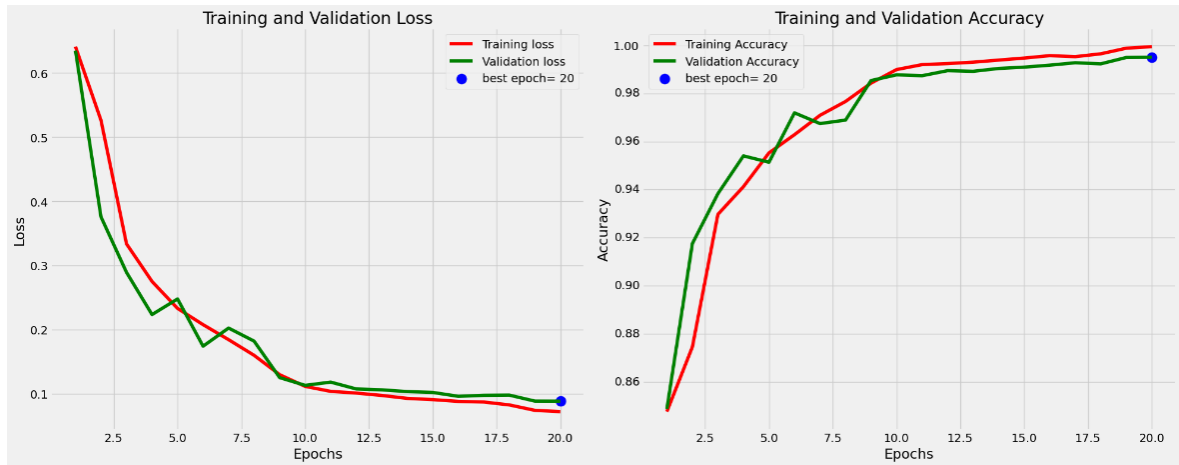 Training and Validation Loss
Training loss
Validation loss
best epoch= 20
0.6
0.5
0.4
0.3
0.2
0.1
Loss
2.5
5.0
7.5
10.0
12.5
15.0
17.5
20.0
Epochs
Training and Validation Accuracy
Training Accuracy
Validation Accuracy
best epoch= 20
1.00
0.98
0.96
0.94
0.92
0.90
0.88
0.86
Accuracy
2.5
5.0
7.5
10.0
12.5
15.0
17.5
20.0
Epochs